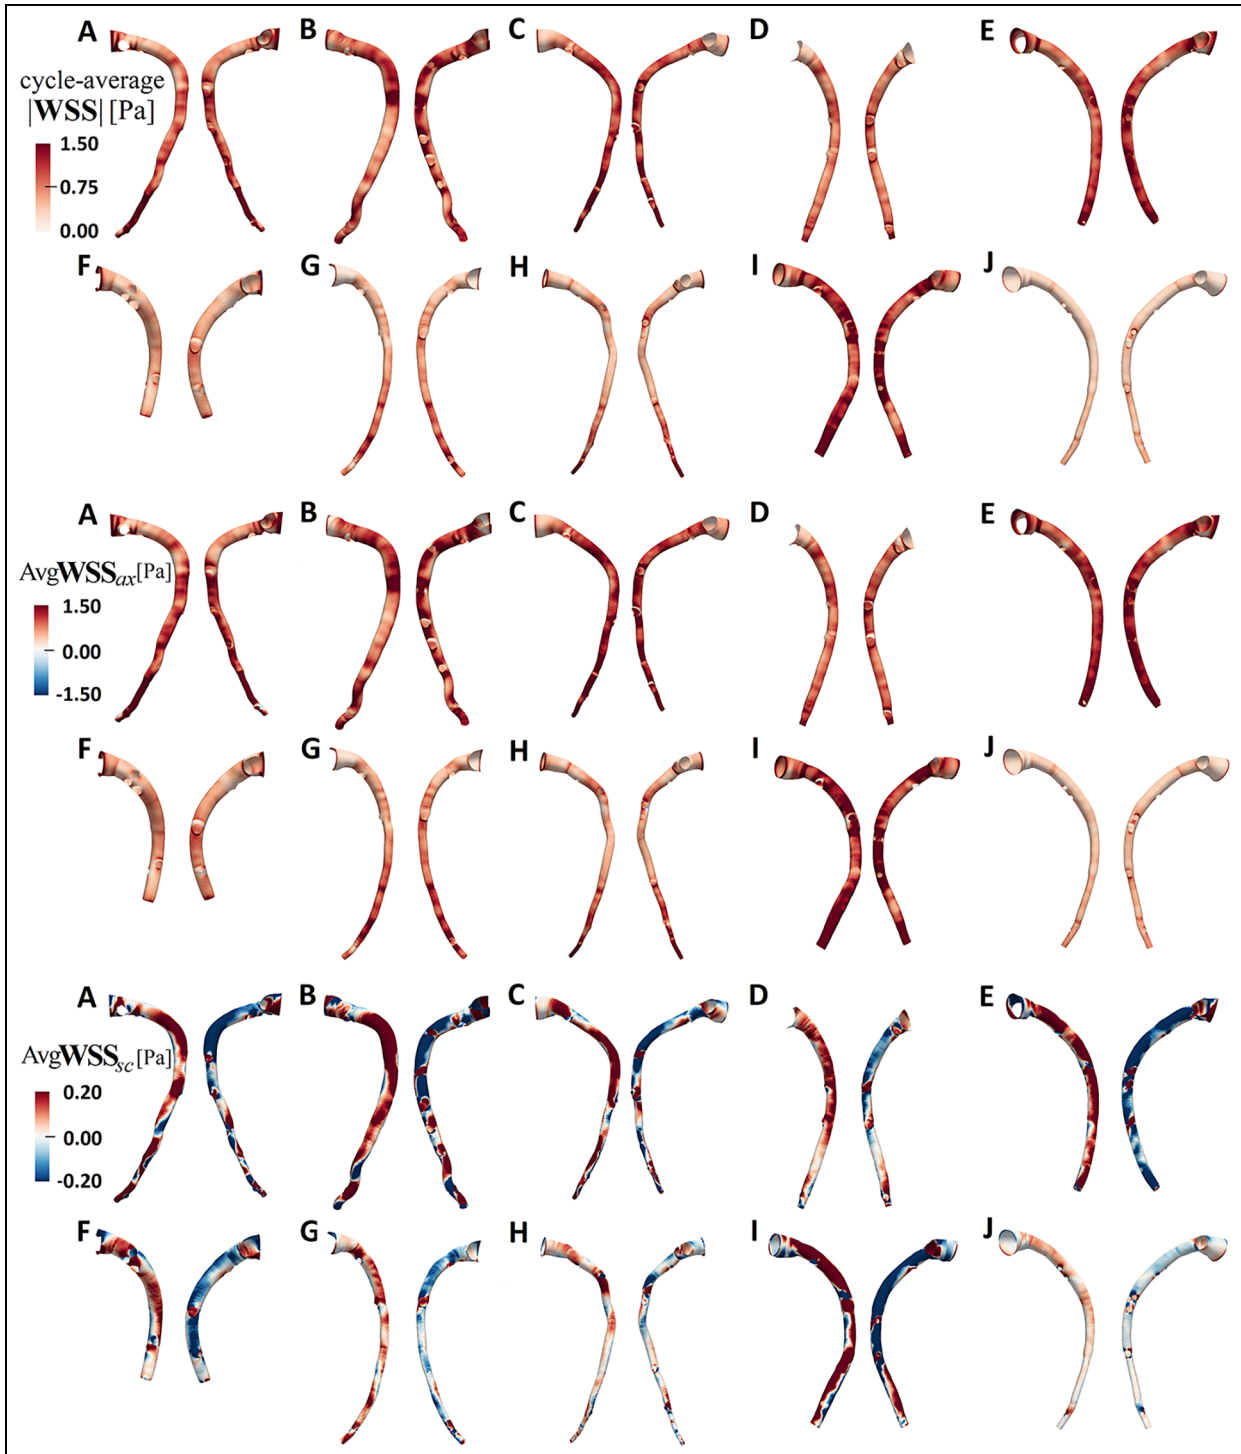 A B C D E
cycle-average
|WSS| [Pa]
1.50
0.75
0.00
F G H I J
A B C D E
AvgWSSax[Pa]
1.50
0.00
-1.50
F G H I J
A B C D E
AvgWSSsc[Pa]
0.20
0.00
-0.20
F G H I J